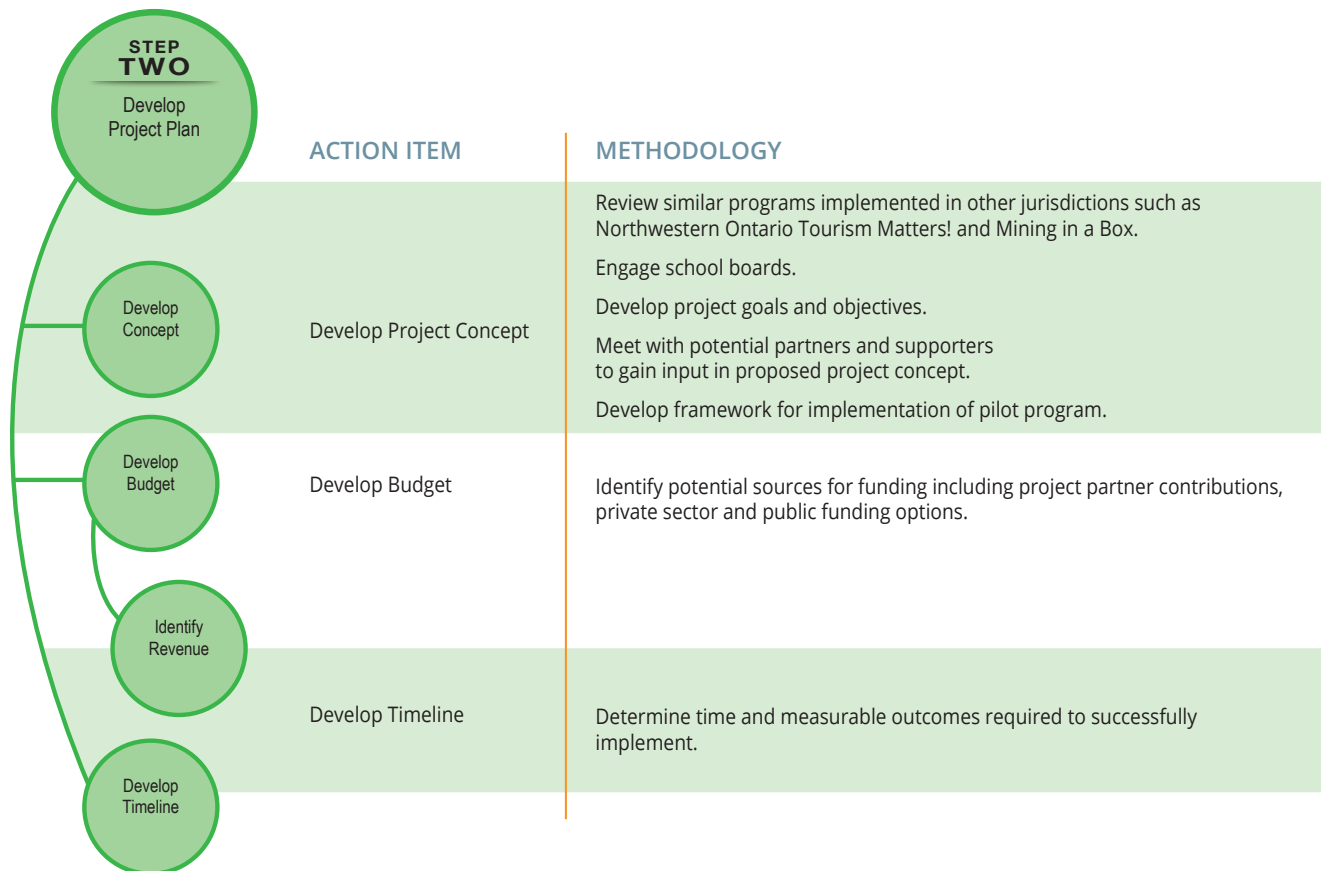 STEP
TWO
Develop
Project Plan
ACTION ITEM
METHODOLOGY
Develop
Concept
Develop Project Concept
Review similar programs implemented in other jurisdictions such as
Northwestern Ontario Tourism Matters! and Mining in a Box.
Engage school boards.
Develop project goals and objectives.
Meet with potential partners and supporters
to gain input in proposed project concept.
Develop framework for implementation of pilot program.
Develop
Budget
Develop Budget
Identify potential sources for funding including project partner contributions,
private sector and public funding options.
Identify
Revenue
Develop Timeline
Determine time and measurable outcomes required to successfully
implement.
Develop
Timeline